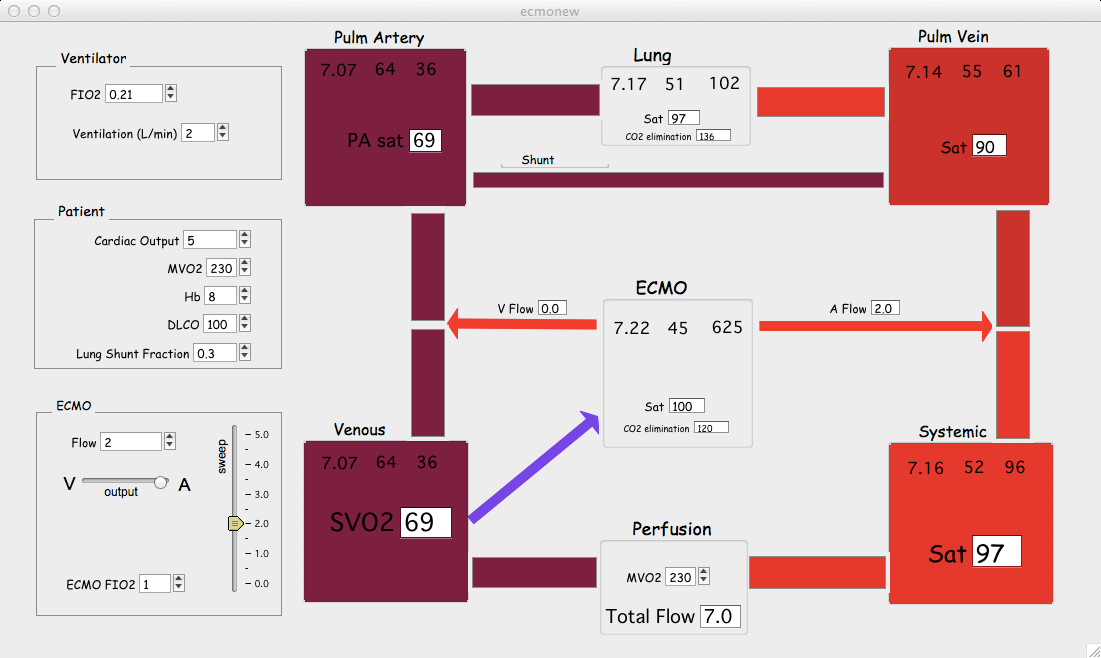 ecmonew
Ventilator
FIO2 0.21
Ventilation (L/min) 2
Patient
Cardiac Output 5
MVO2 230
Hb 8
DLCO 100
Lung Shunt Fraction 0.3
ECMO
Flow 2
V output A
ECMO FIO2 1
sweep
5.0
4.0
3.0
2.0
1.0
0.0
Pulm Artery
7.07 64 36
PA sat 69
Lung
7.17 51 102
Sat 97
CO2 elimination 136
Shunt
Pulm Vein
7.14 55 61
Sat 90
V Flow 0.0
ECMO
7.22 45 625
Sat 100
CO2 elimination 120
A Flow 2.0
Venous
7.07 64 36
SVO2 69
Perfusion
MVO2 230
Total Flow 7.0
Systemic
7.16 52 96
Sat 97